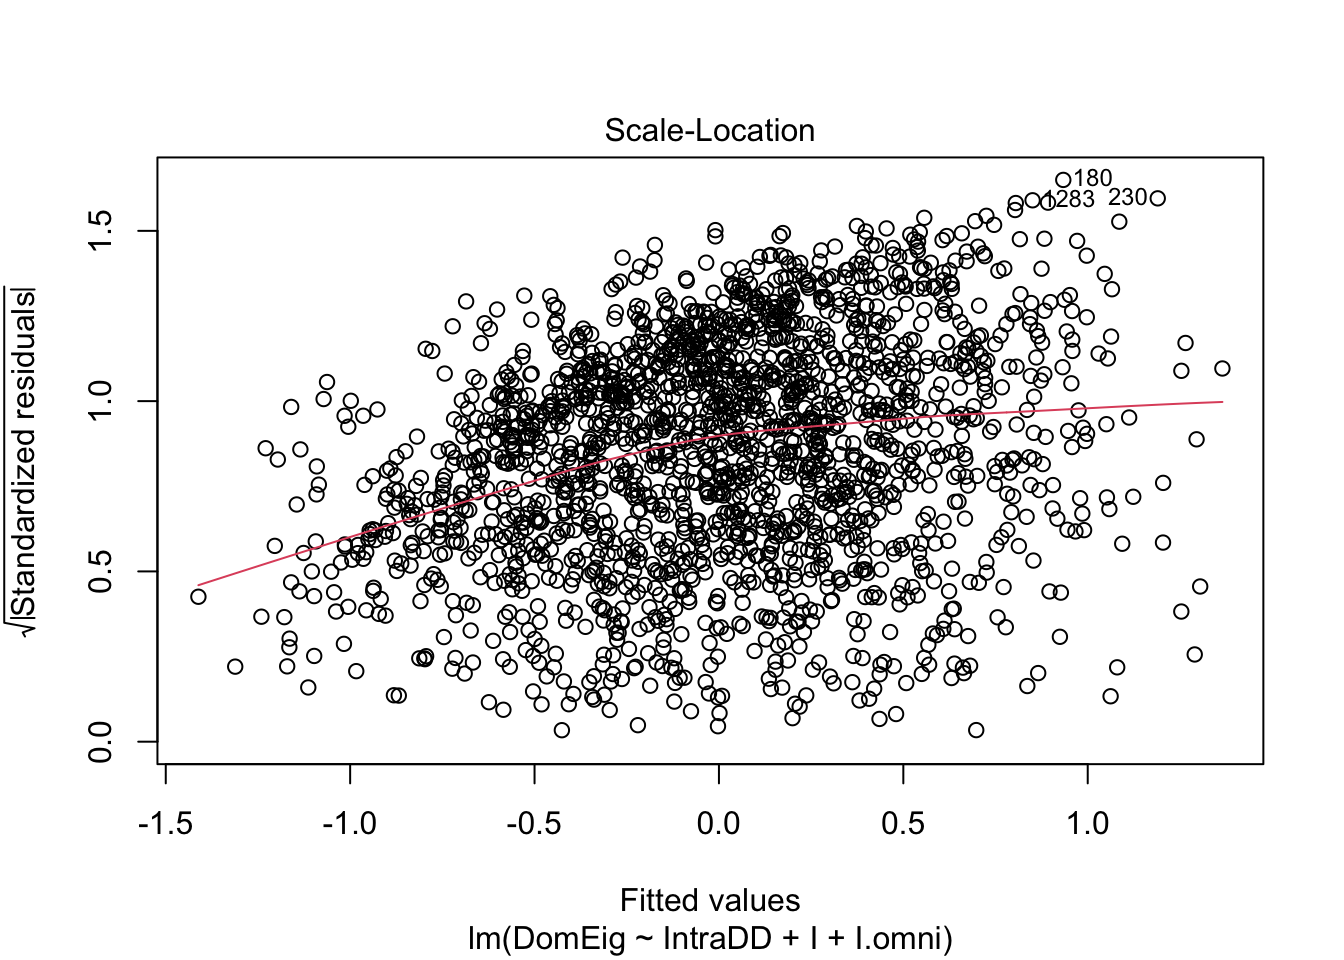 Scale-Location
180
1283
230
√|Standardized residuals|
1.5
1.0
0.5
0.0
-1.5 -1.0 -0.5 0.0 0.5 1.0
Fitted values
lm(DomEig ~ IntraDD + I + I.omni)